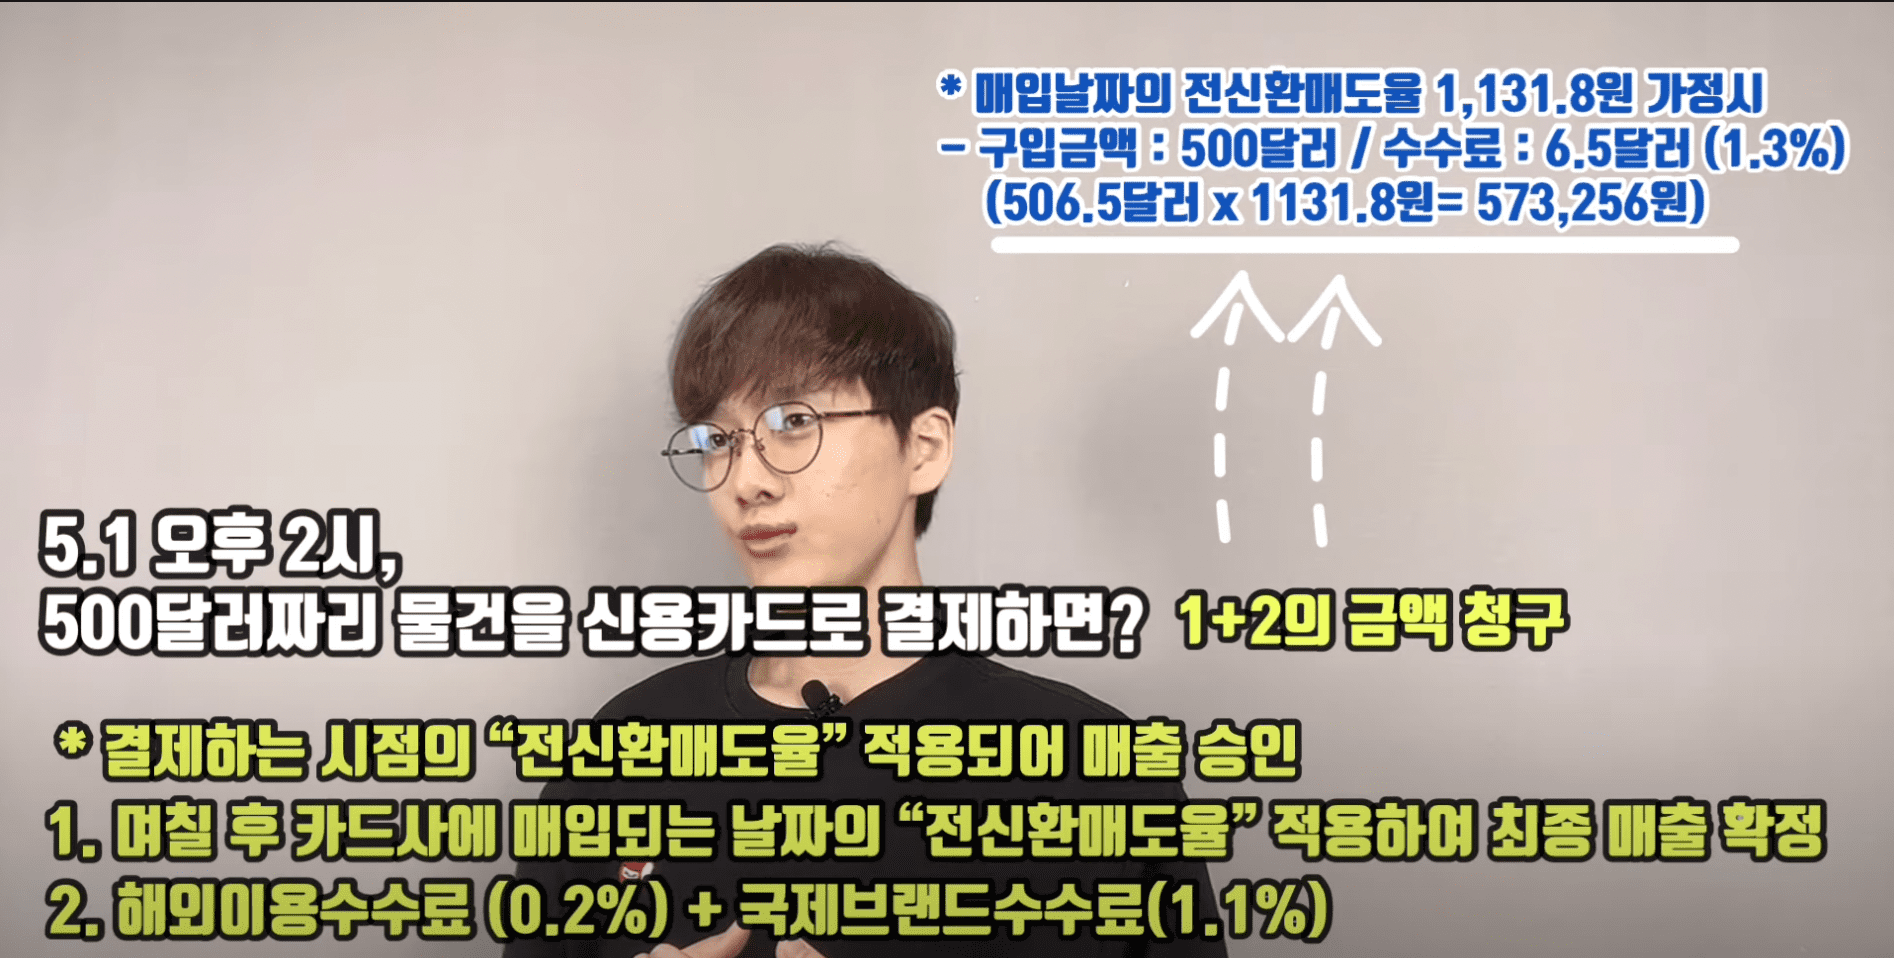 * 매입날짜의 전신환매도율 1,131.8원 가정시
- 구입금액 : 500달러 / 수수료 : 6.5달러 (1.3%)
(506.5달러 x 1131.8원= 573,256원)
5.1 오후 2시,
500달러짜리 물건을 신용카드로 결제하면? 1+2의 금액 청구
* 결제하는 시점의 “전신환매도율” 적용되어 매출 승인
1. 며칠 후 카드사에 매입되는 날짜의 “전신환매도율” 적용하여 최종 매출 확정
2. 해외이용수수료 (0.2%) + 국제브랜드수수료(1.1%)